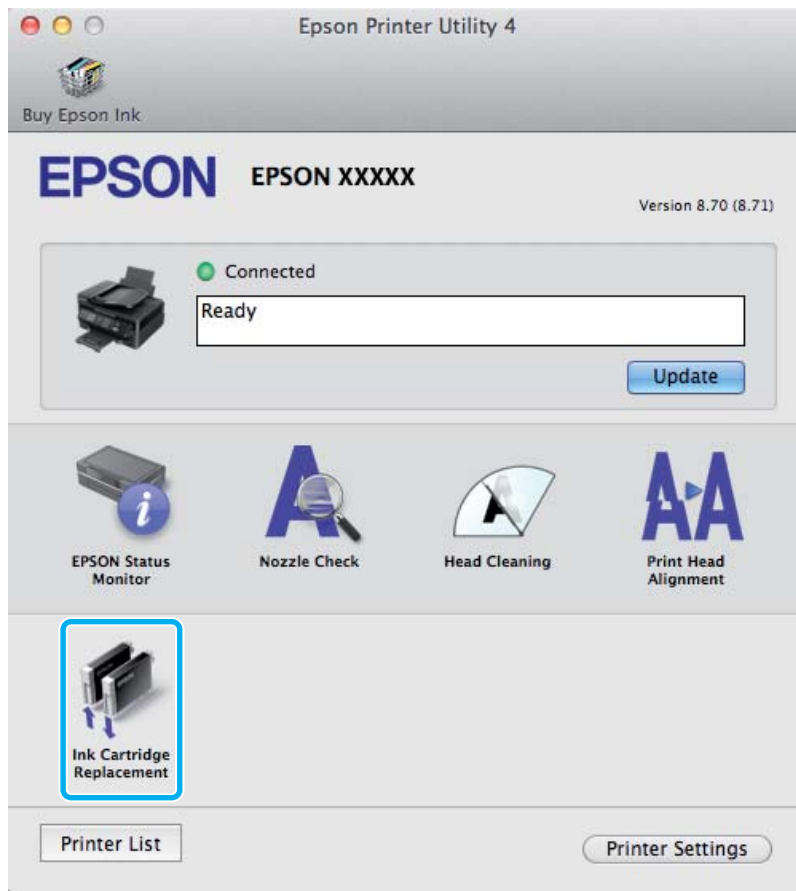 Epson Printer Utility 4
Buy Epson Ink
EPSON
EPSON XXXXX
Version 8.70 (8.71)
Connected
Ready
Update
EPSON Status
Monitor
Nozzle Check
Head Cleaning
Print Head
Alignment
Ink Cartridge
Replacement
Printer List
Printer Settings